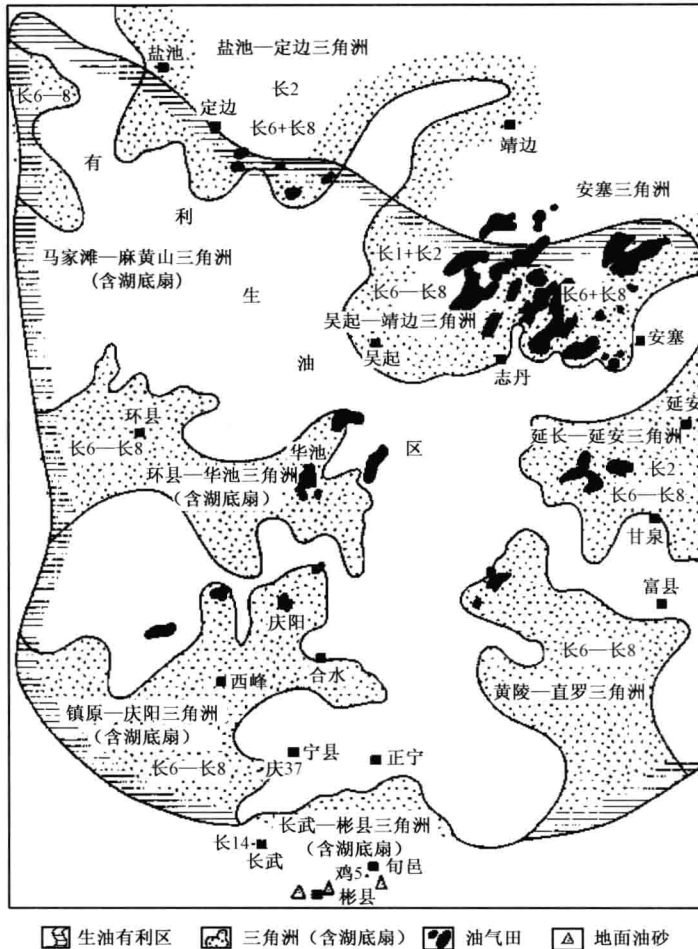 盐池
盐池—定边三角洲
长2
长6+长8
长6—8
定边
靖边
有
利
生
油
区
安塞三角洲
马家滩—麻黄山三角洲
(含湖底扇)
长1+长2
长6—长8
长6+长8
吴起—靖边三角洲
吴起
安塞
志丹
延安
环县
长6—长8
华池
环县—华池三角洲
(含湖底扇)
延长—延安三角洲
长2
长6—长8
甘泉
富县
庆阳
合水
西峰
长6—长8
黄陵—直罗三角洲
镇原—庆阳三角洲
(含湖底扇)
长6—长8
庆37
宁县
正宁
长武—彬县三角洲
(含湖底扇)
长14
长武
鸡5
旬邑
彬县
生油有利区 三角洲（含湖底扇） 油气田 地面油砂